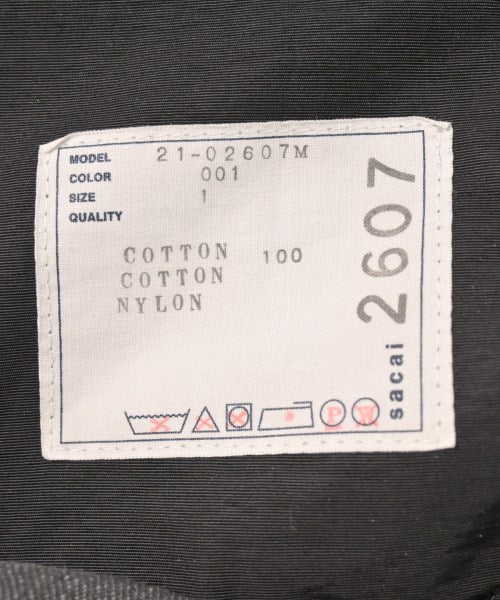 MODEL 21-02607M
COLOR 001
SIZE 1
QUALITY
COTTON 100
COTTON
NYLON
P W
sacai 2607